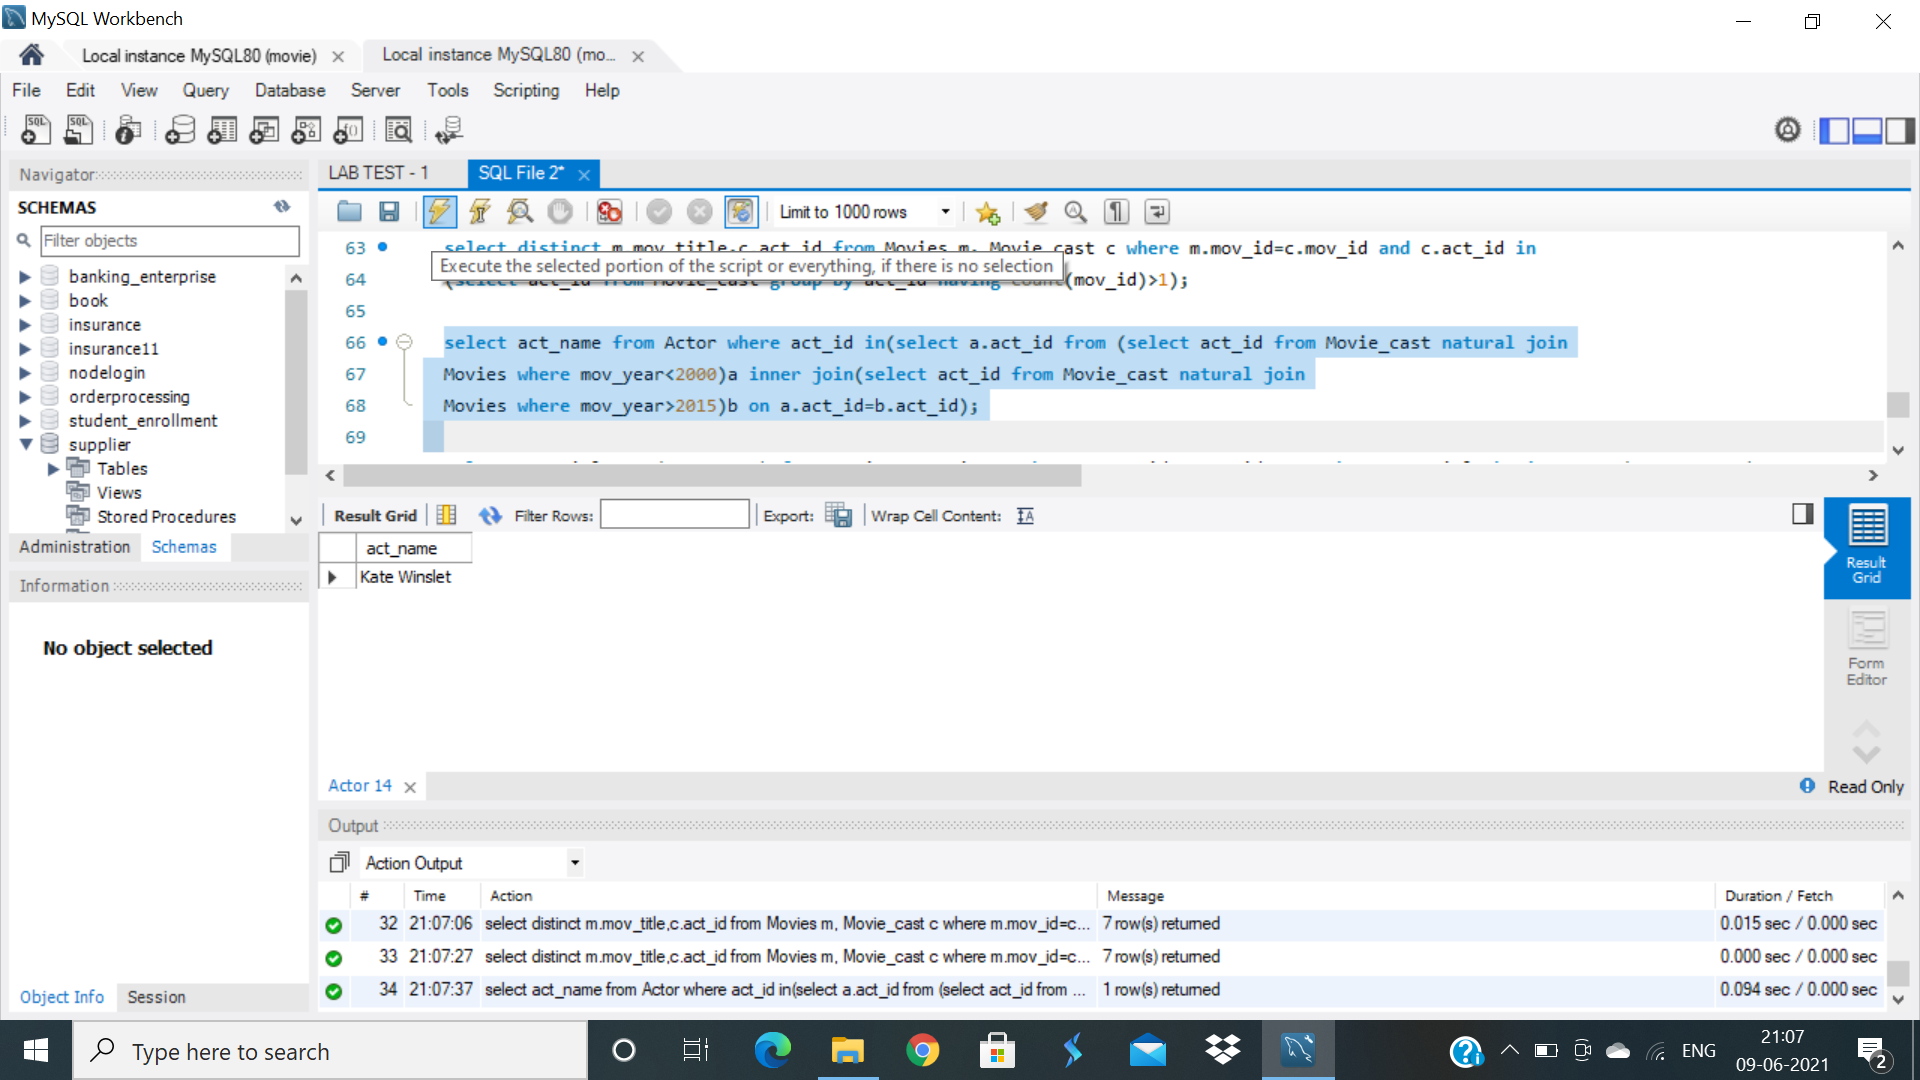 MySQL Workbench
Local instance MySQL80 (movie)
Local instance MySQL80 (mo...
File Edit View Query Database Server Tools Scripting Help
Navigator
SCHEMAS
Filter objects
banking_enterprise
book
insurance
insurance11
nodelogin
orderprocessing
student_enrollment
supplier
Tables
Views
Stored Procedures
Administration Schemas
Information
No object selected
Object Info Session
LAB TEST - 1 SQL File 2*
Limit to 1000 rows
63 select distinct m.mov_title,c.act_id from Movies m, Movie_cast c where m.mov_id=c.mov_id and c.act_id in
Execute the selected portion of the script or everything, if there is no selection
64 (select act_id from Movie_cast group by act_id having count(mov_id)>1);
65
66 select act_name from Actor where act_id in(select a.act_id from (select act_id from Movie_cast natural join
67 Movies where mov_year<2000)a inner join(select act_id from Movie_cast natural join
68 Movies where mov_year>2015)b on a.act_id=b.act_id);
69
Result Grid Filter Rows: Export: Wrap Cell Content:
act_name
Kate Winslet
Result Grid
Form Editor
Actor 14
Read Only
Output
Action Output
# Time Action Message Duration / Fetch
32 21:07:06 select distinct m.mov_title,c.act_id from Movies m, Movie_cast c where m.mov_id=c... 7 row(s) returned 0.015 sec / 0.000 sec
33 21:07:27 select distinct m.mov_title,c.act_id from Movies m, Movie_cast c where m.mov_id=c... 7 row(s) returned 0.000 sec / 0.000 sec
34 21:07:37 select act_name from Actor where act_id in(select a.act_id from (select act_id from ... 1 row(s) returned 0.094 sec / 0.000 sec
Type here to search
ENG
21:07
09-06-2021
2